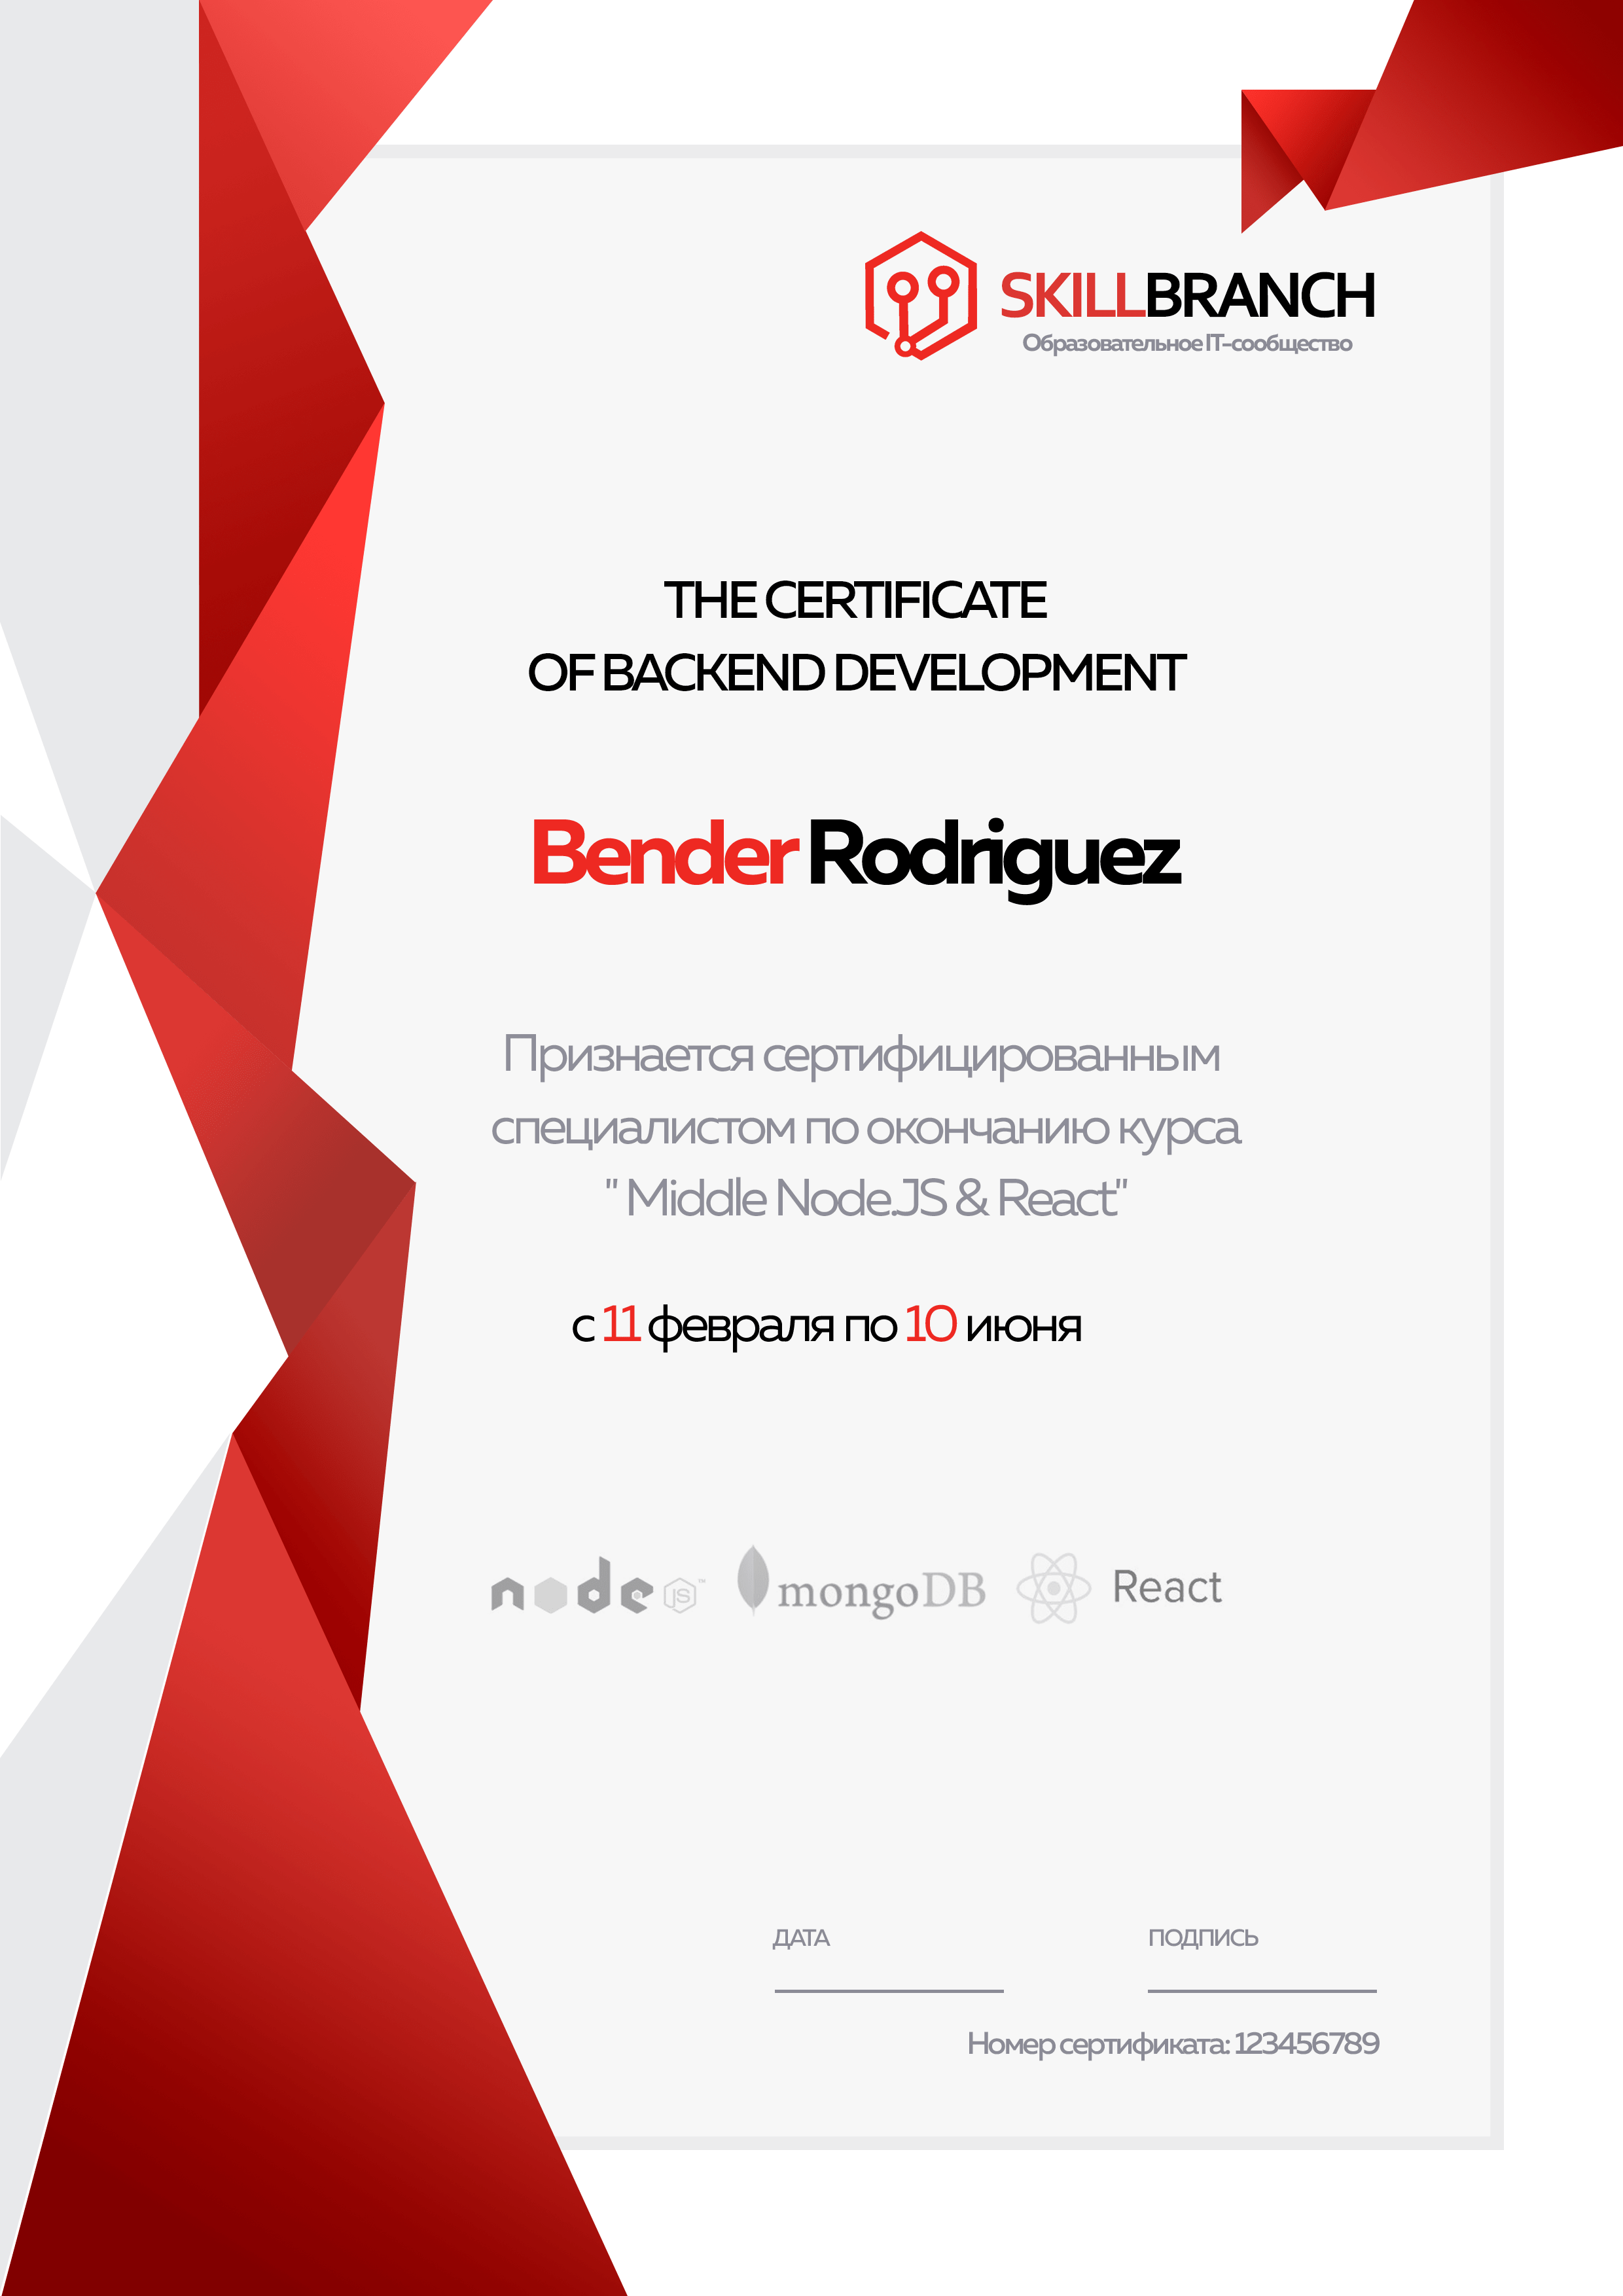 SKILLBRANCH
Образовательное IT-сообщество
THE CERTIFICATE
OF BACKEND DEVELOPMENT
Bender Rodriguez
Признается сертифицированным
специалистом по окончанию курса
" Middle Node.JS & React"
с 11 февраля по 10 июня
node JS™ mongoDB React
ДАТА ПОДПИСЬ
Номер сертификата: 123456789